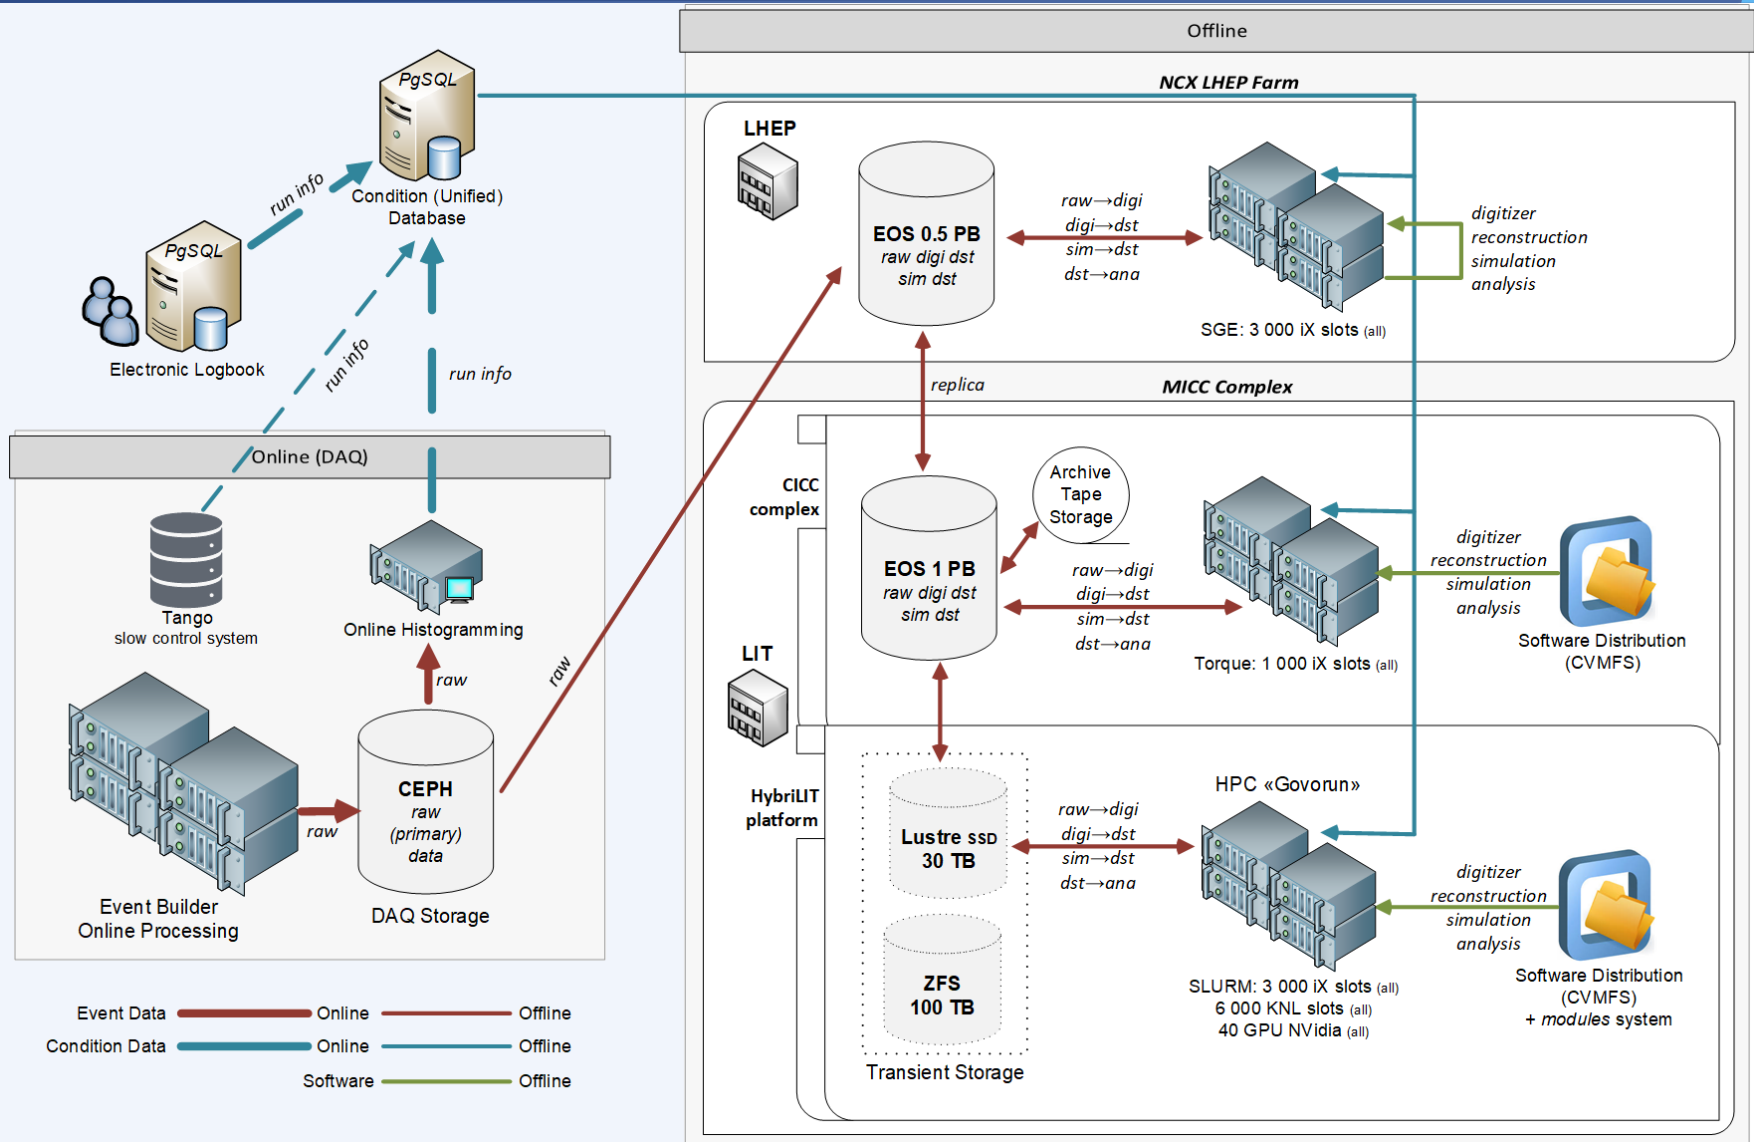 Offline
NCX LHEP Farm
PgSQL
Condition (Unified)
Database
run info
PgSQL
Electronic Logbook
run info
run info
LHEP
EOS 0.5 PB
raw digi dst
sim dst
raw→digi
digi→dst
sim→dst
dst→ana
SGE: 3 000 iX slots (all)
digitizer
reconstruction
simulation
analysis
replica
MICC Complex
Online (DAQ)
Tango
slow control system
Online Histogramming
raw
raw
CEPH
raw
(primary)
data
raw
Event Builder
Online Processing
DAQ Storage
CICC
complex
Archive
Tape
Storage
EOS 1 PB
raw digi dst
sim dst
raw→digi
digi→dst
sim→dst
dst→ana
Torque: 1 000 iX slots (all)
digitizer
reconstruction
simulation
analysis
Software Distribution
(CVMFS)
LIT
HybriLIT
platform
Lustre SSD
30 TB
ZFS
100 TB
Transient Storage
raw→digi
digi→dst
sim→dst
dst→ana
HPC «Govorun»
SLURM: 3 000 iX slots (all)
6 000 KNL slots (all)
40 GPU NVidia (all)
digitizer
reconstruction
simulation
analysis
Software Distribution
(CVMFS)
+ modules system
Event Data Online Offline
Condition Data Online Offline
Software Offline